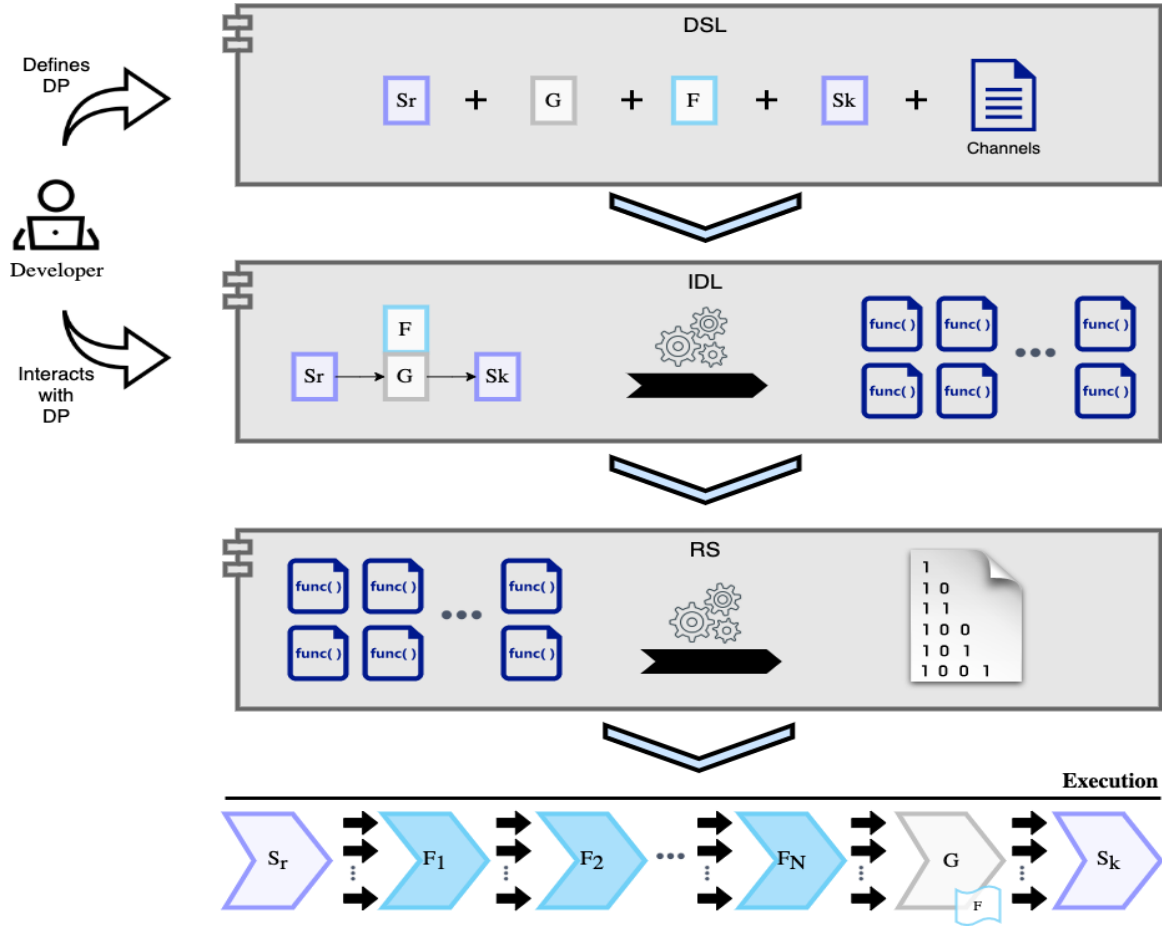 DSL
Defines
DP
Sr + G + F + Sk +
Channels
Developer
Interacts
with
DP
IDL
F
Sr G Sk
func( ) func( ) func( )
func( ) func( ) func( )
RS
func( ) func( ) func( )
func( ) func( ) func( )
1
1 0
1 1
1 0 0
1 0 1
1 0 0 1
Execution
Sr F1 F2 FN G Sk
F